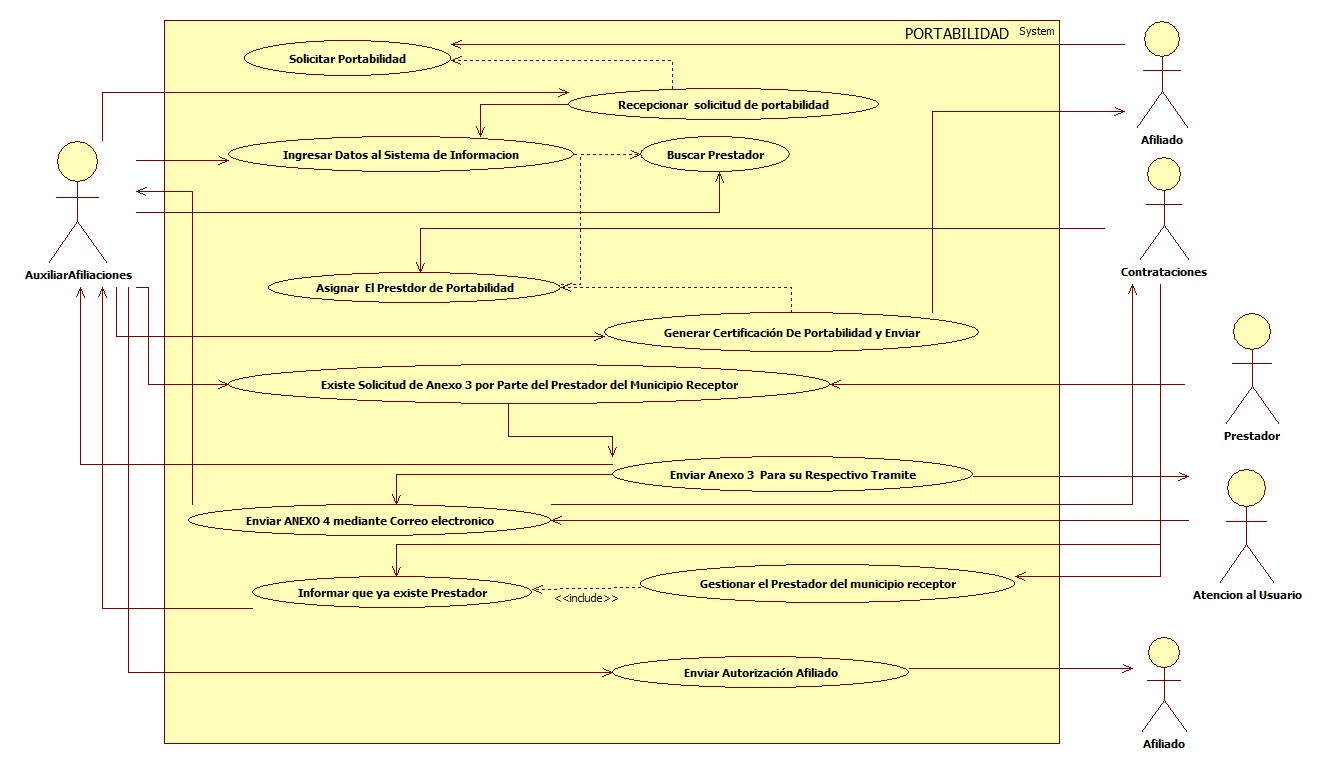 PORTABILIDAD System
Solicitar Portabilidad
Recepcionar solicitud de portabilidad
Afiliado
Ingresar Datos al Sistema de Informacion
Buscar Prestador
AuxiliarAfiliaciones
Contrataciones
Asignar El Prestdor de Portabilidad
Generar Certificación De Portabilidad y Enviar
Existe Solicitud de Anexo 3 por Parte del Prestador del Municipio Receptor
Prestador
Enviar Anexo 3 Para su Respectivo Tramite
Enviar ANEXO 4 mediante Correo electronico
Gestionar el Prestador del municipio receptor
Informar que ya existe Prestador
<<include>>
Atencion al Usuario
Enviar Autorización Afiliado
Afiliado